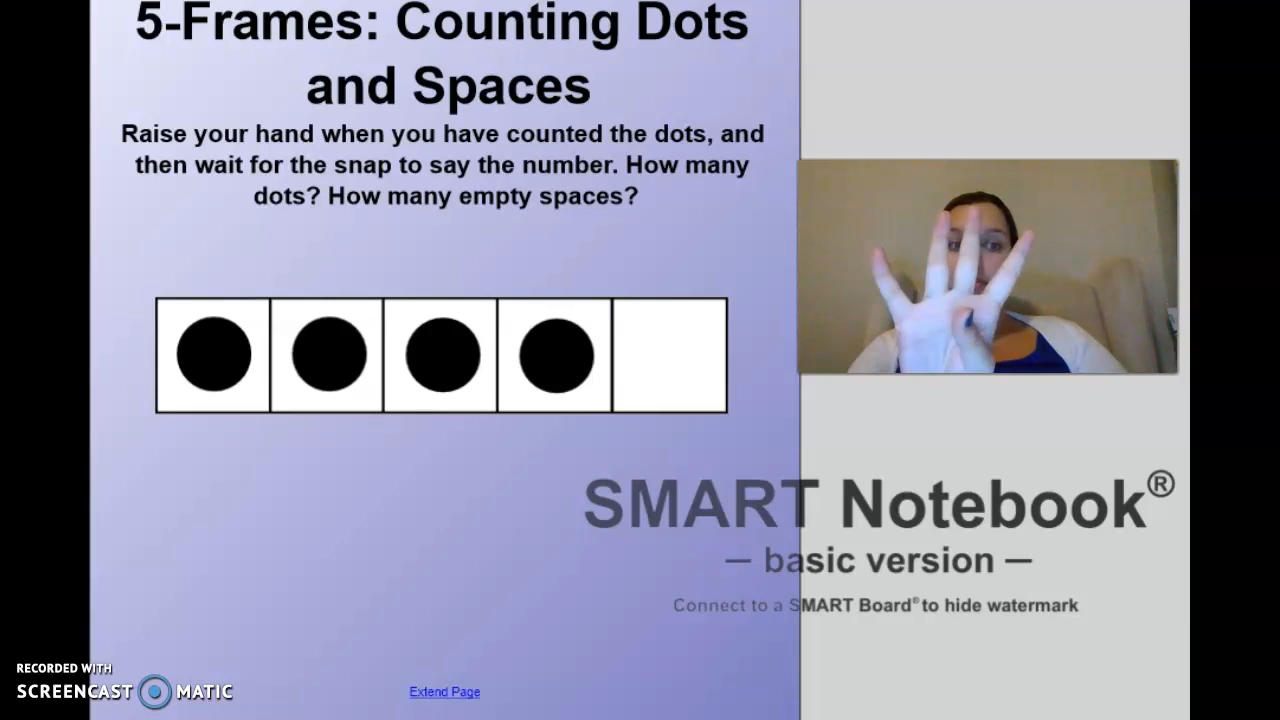 5-Frames: Counting Dots
and Spaces
Raise your hand when you have counted the dots, and
then wait for the snap to say the number. How many
dots? How many empty spaces?
SMART Notebook®
— basic version —
Connect to a SMART Board® to hide watermark
RECORDED WITH
SCREENCAST MATIC
Extend Page